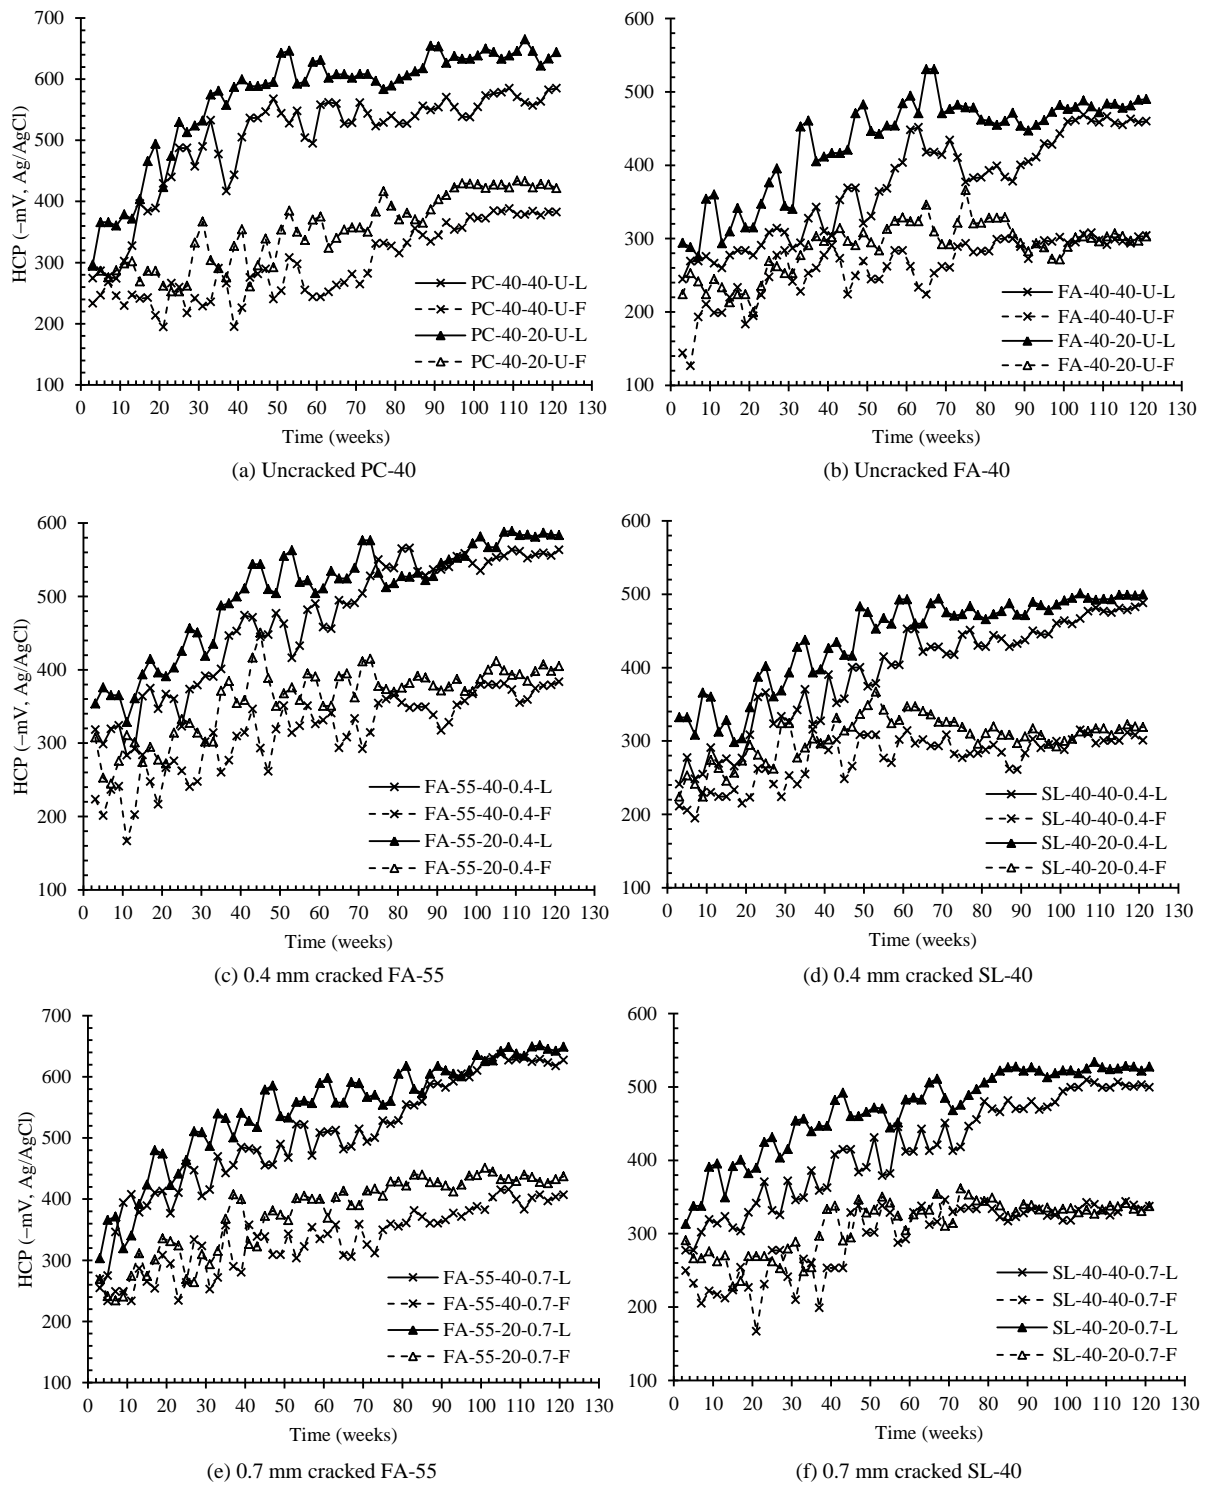 700
600
500
400
300
200
100
HCP (–mV, Ag/AgCl)
PC-40-40-U-L
PC-40-40-U-F
PC-40-20-U-L
PC-40-20-U-F
0 10 20 30 40 50 60 70 80 90 100 110 120 130
Time (weeks)
(a) Uncracked PC-40
600
500
400
300
200
100
FA-40-40-U-L
FA-40-40-U-F
FA-40-20-U-L
FA-40-20-U-F
0 10 20 30 40 50 60 70 80 90 100 110 120 130
Time (weeks)
(b) Uncracked FA-40
600
500
400
300
200
100
HCP (–mV, Ag/AgCl)
FA-55-40-0.4-L
FA-55-40-0.4-F
FA-55-20-0.4-L
FA-55-20-0.4-F
0 10 20 30 40 50 60 70 80 90 100 110 120 130
Time (weeks)
(c) 0.4 mm cracked FA-55
600
500
400
300
200
100
SL-40-40-0.4-L
SL-40-40-0.4-F
SL-40-20-0.4-L
SL-40-20-0.4-F
0 10 20 30 40 50 60 70 80 90 100 110 120 130
Time (weeks)
(d) 0.4 mm cracked SL-40
700
600
500
400
300
200
100
HCP (–mV, Ag/AgCl)
FA-55-40-0.7-L
FA-55-40-0.7-F
FA-55-20-0.7-L
FA-55-20-0.7-F
0 10 20 30 40 50 60 70 80 90 100 110 120 130
Time (weeks)
(e) 0.7 mm cracked FA-55
600
500
400
300
200
100
SL-40-40-0.7-L
SL-40-40-0.7-F
SL-40-20-0.7-L
SL-40-20-0.7-F
0 10 20 30 40 50 60 70 80 90 100 110 120 130
Time (weeks)
(f) 0.7 mm cracked SL-40